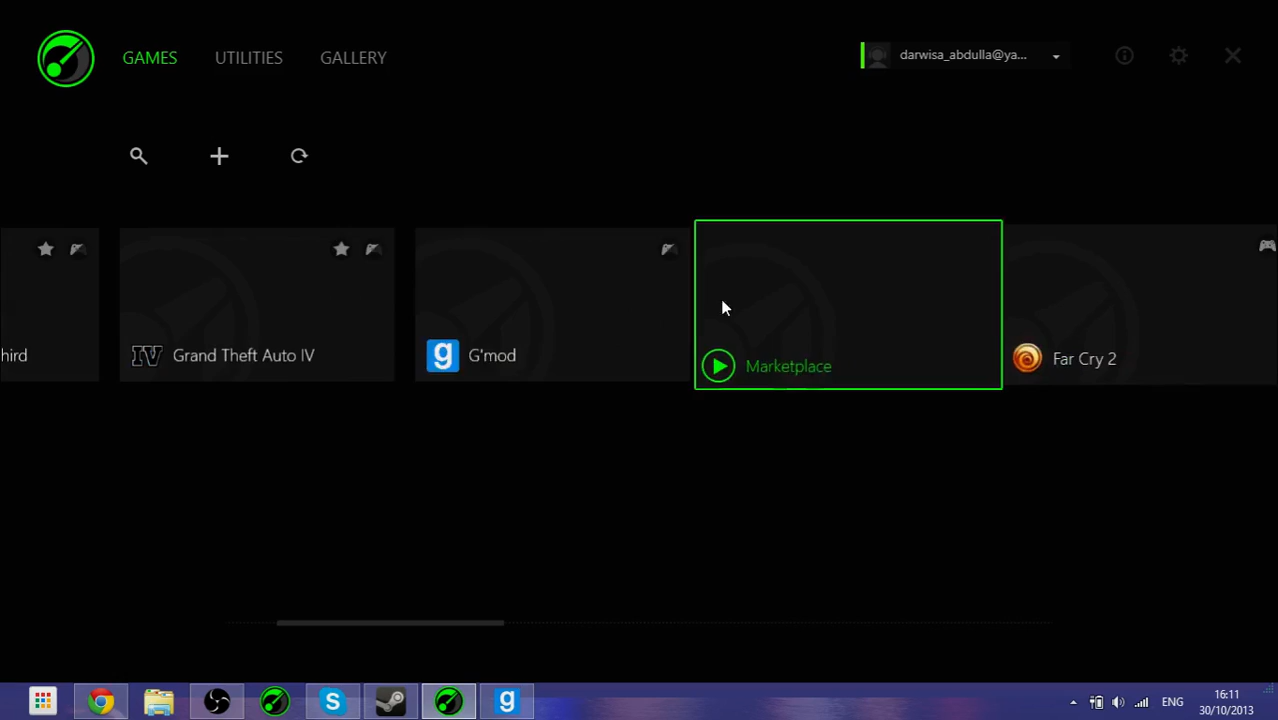 GAMES UTILITIES GALLERY darwisa_abdulla@ya...
hird Grand Theft Auto IV G'mod Marketplace Far Cry 2
ENG 16:11
30/10/2013